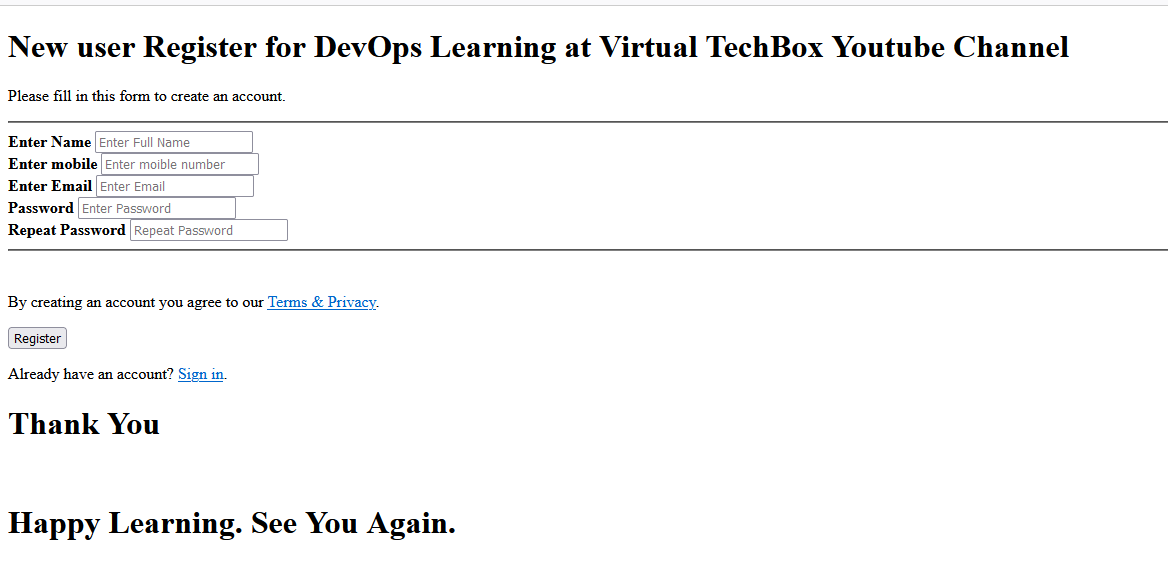 New user Register for DevOps Learning at Virtual TechBox Youtube Channel
Please fill in this form to create an account.
Enter Name Enter Full Name
Enter mobile Enter moible number
Enter Email Enter Email
Password Enter Password
Repeat Password Repeat Password
By creating an account you agree to our Terms & Privacy.
Register
Already have an account? Sign in.
Thank You
Happy Learning. See You Again.